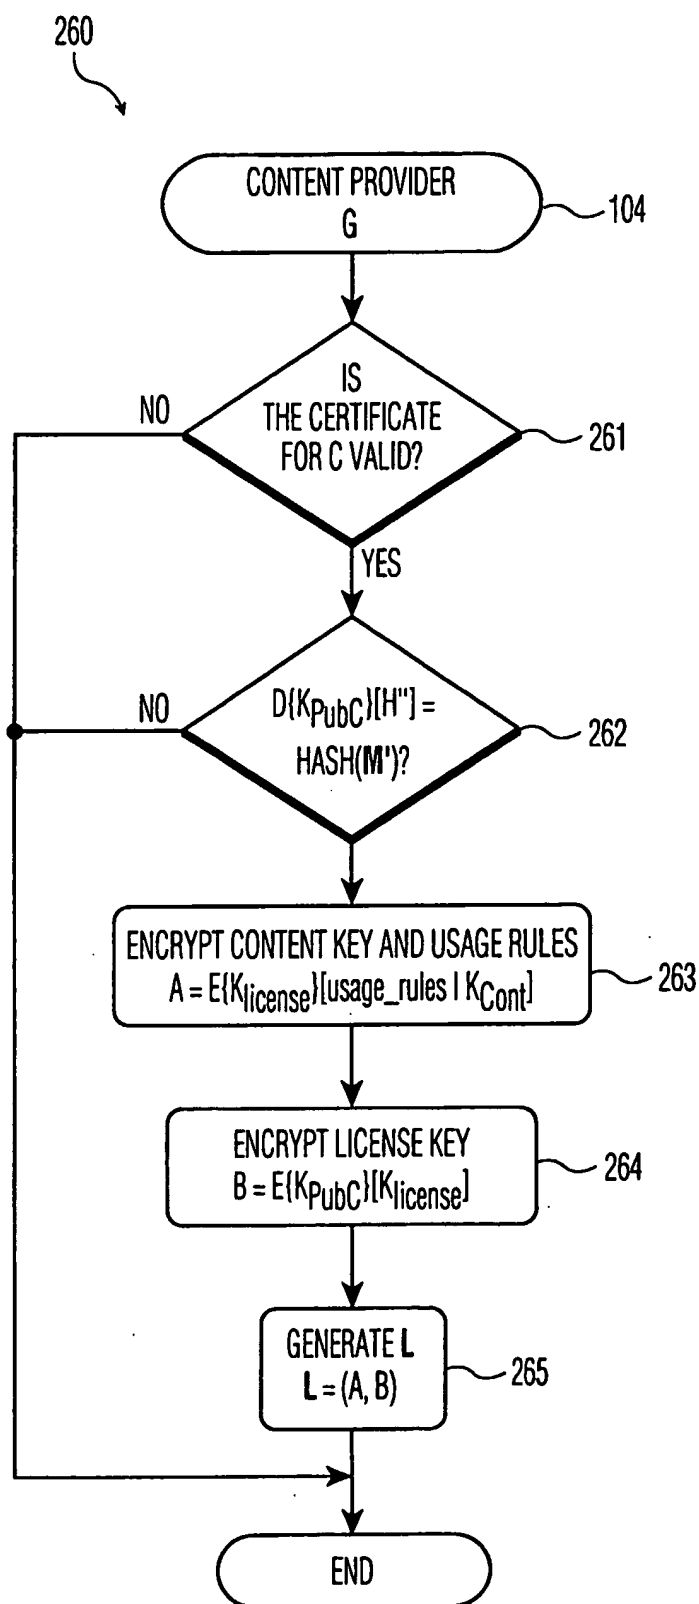 260
CONTENT PROVIDER
G
104
IS
THE CERTIFICATE
FOR C VALID?
NO
261
YES
D{KPubC}[H"] =
HASH(M')?
NO
262
ENCRYPT CONTENT KEY AND USAGE RULES
A = E{Klicense}[usage_rules | KCont]
263
ENCRYPT LICENSE KEY
B = E{KPubC}[Klicense]
264
GENERATE L
L = (A, B)
265
END